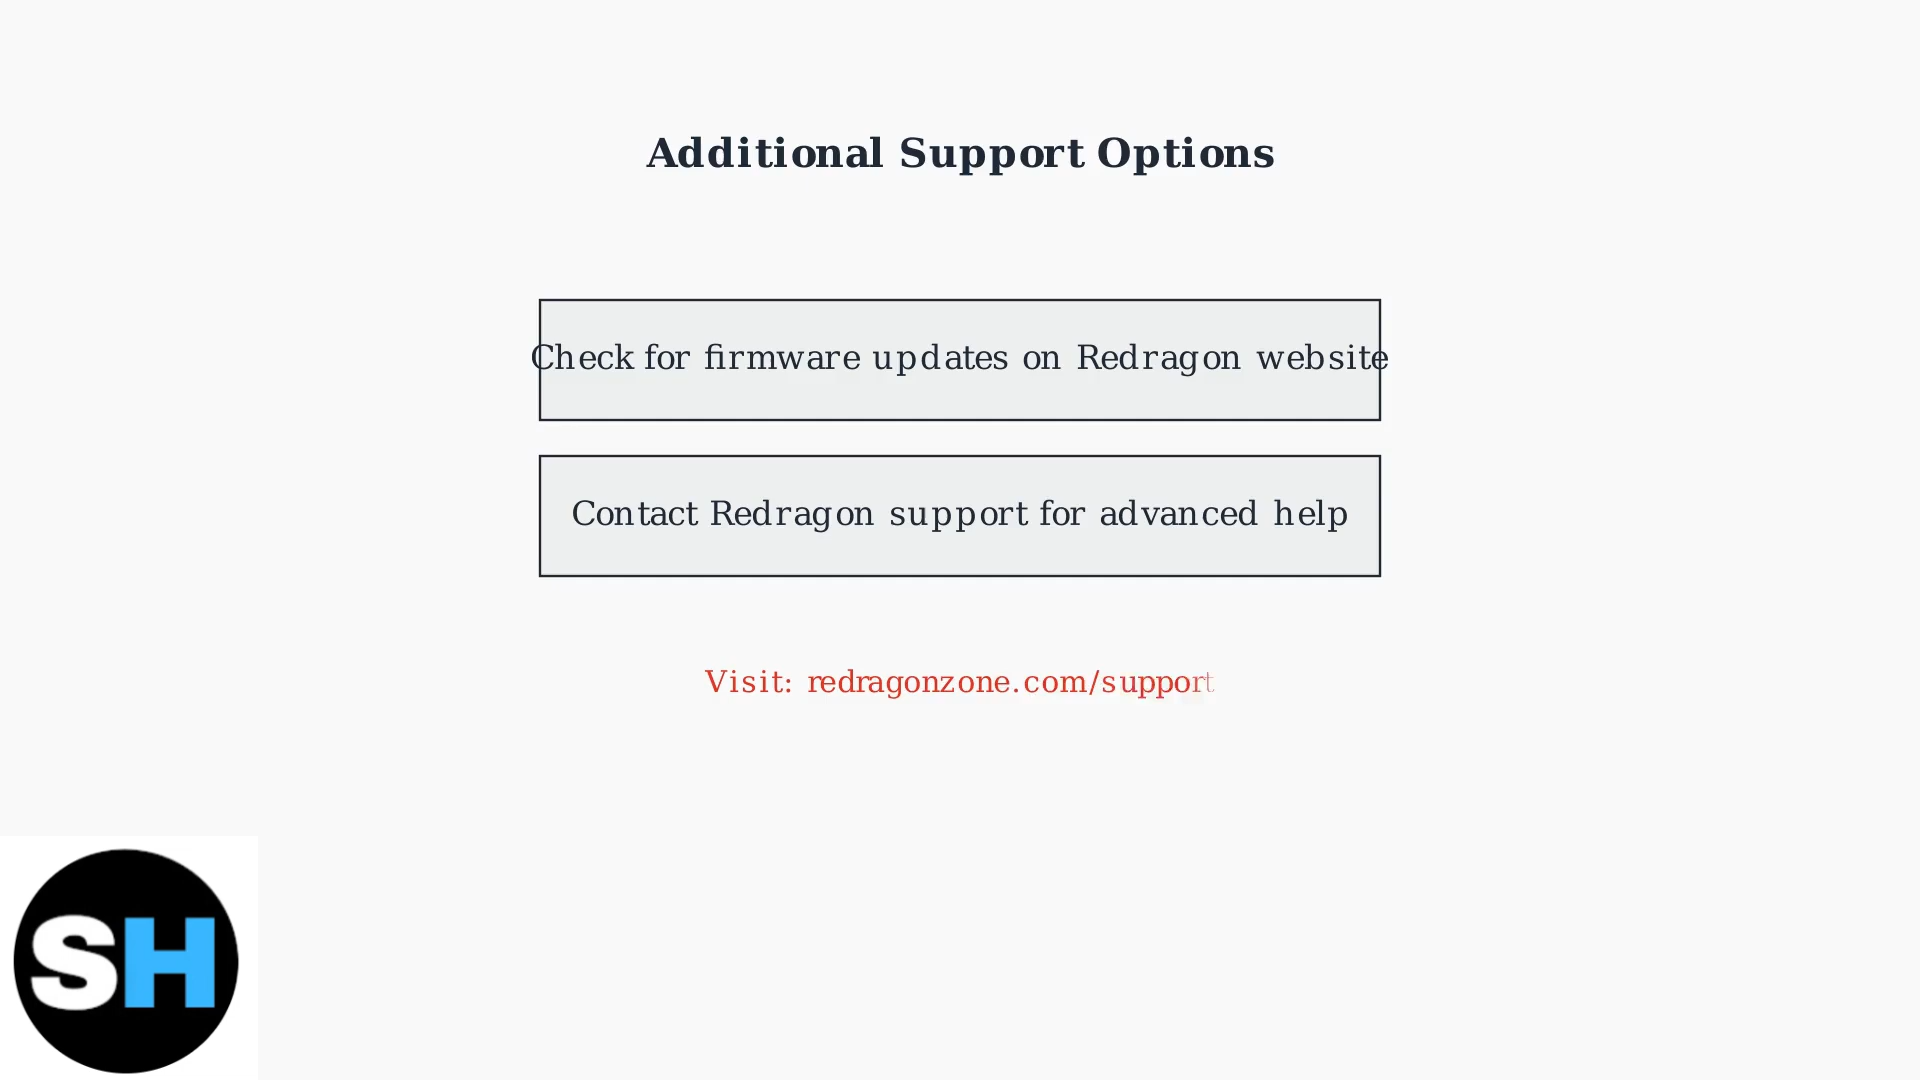 Additional Support Options
Check for firmware updates on Redragon website
Contact Redragon support for advanced help
Visit: redragonzone.com/support
SH